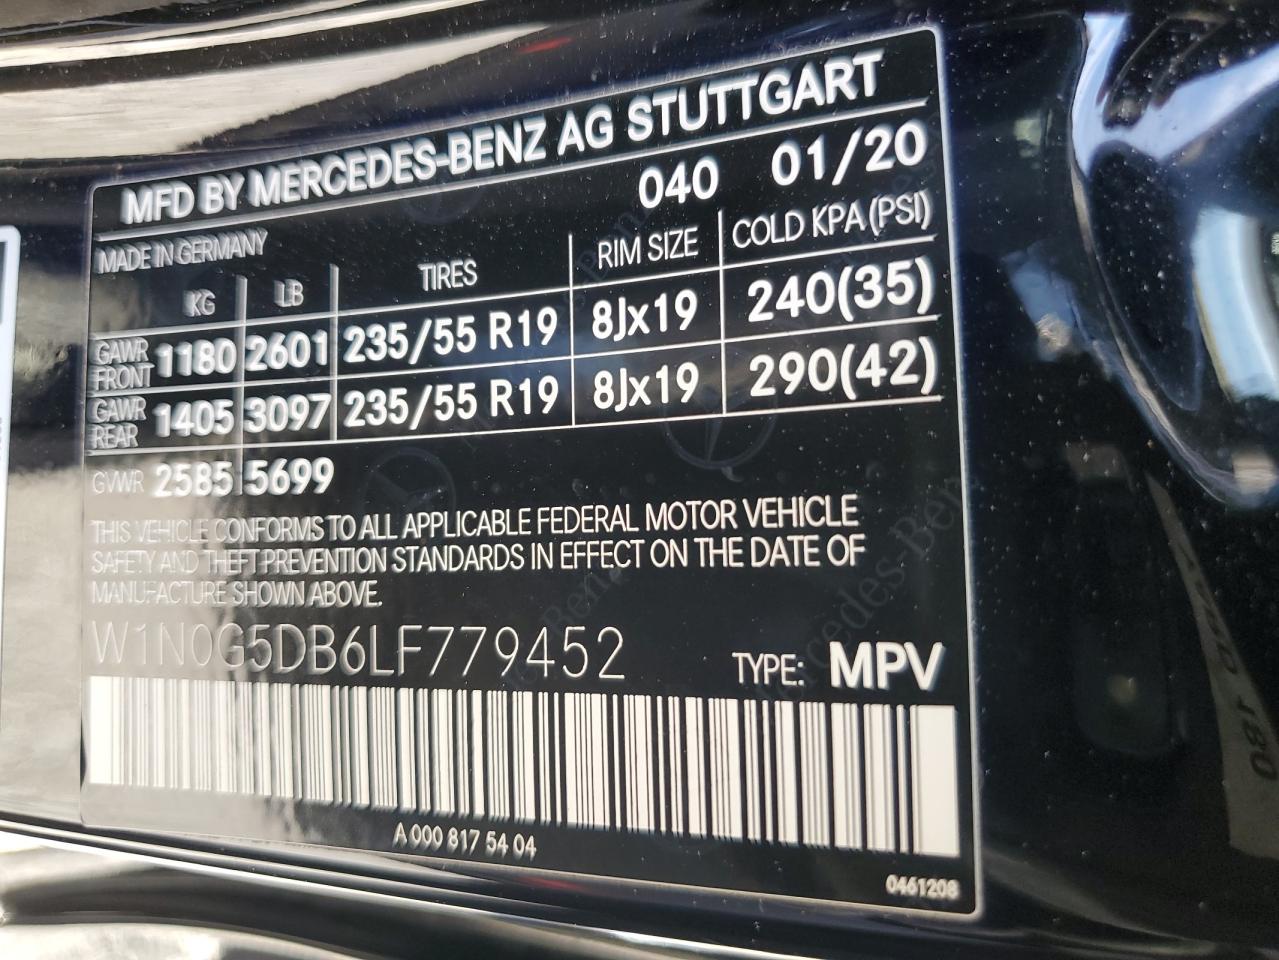 MFD BY MERCEDES-BENZ AG STUTTGART
040 01/20
MADE IN GERMANY
KG LB TIRES RIM SIZE COLD KPA (PSI)
GAWR FRONT 1180 2601 235/55 R19 8Jx19 240(35)
GAWR REAR 1405 3097 235/55 R19 8Jx19 290(42)
GVWR 2585 5699
THIS VEHICLE CONFORMS TO ALL APPLICABLE FEDERAL MOTOR VEHICLE
SAFETY AND THEFT PREVENTION STANDARDS IN EFFECT ON THE DATE OF
MANUFACTURE SHOWN ABOVE.
W1N0G5DB6LF779452
TYPE: MPV
A 000 817 54 04
0461208